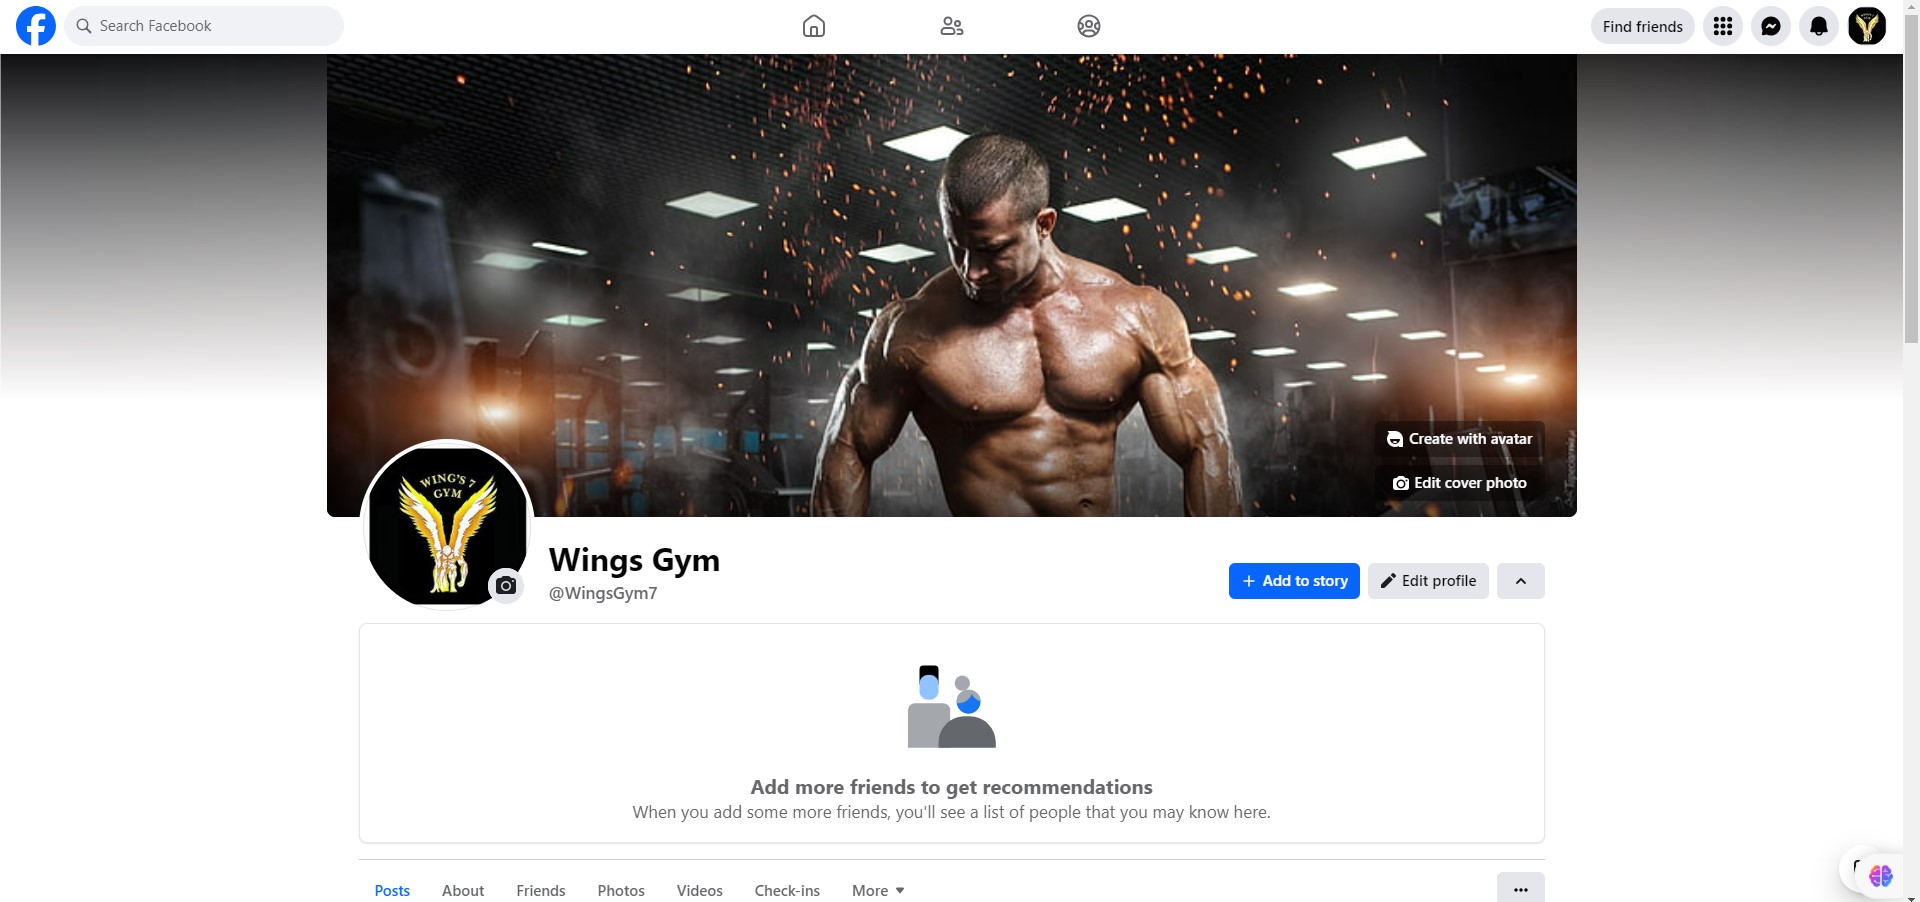 Search Facebook
Find friends
Create with avatar
Edit cover photo
WING'S 7
GYM
Wings Gym
@WingsGym7
+ Add to story
Edit profile
Add more friends to get recommendations
When you add some more friends, you'll see a list of people that you may know here.
Posts About Friends Photos Videos Check-ins More